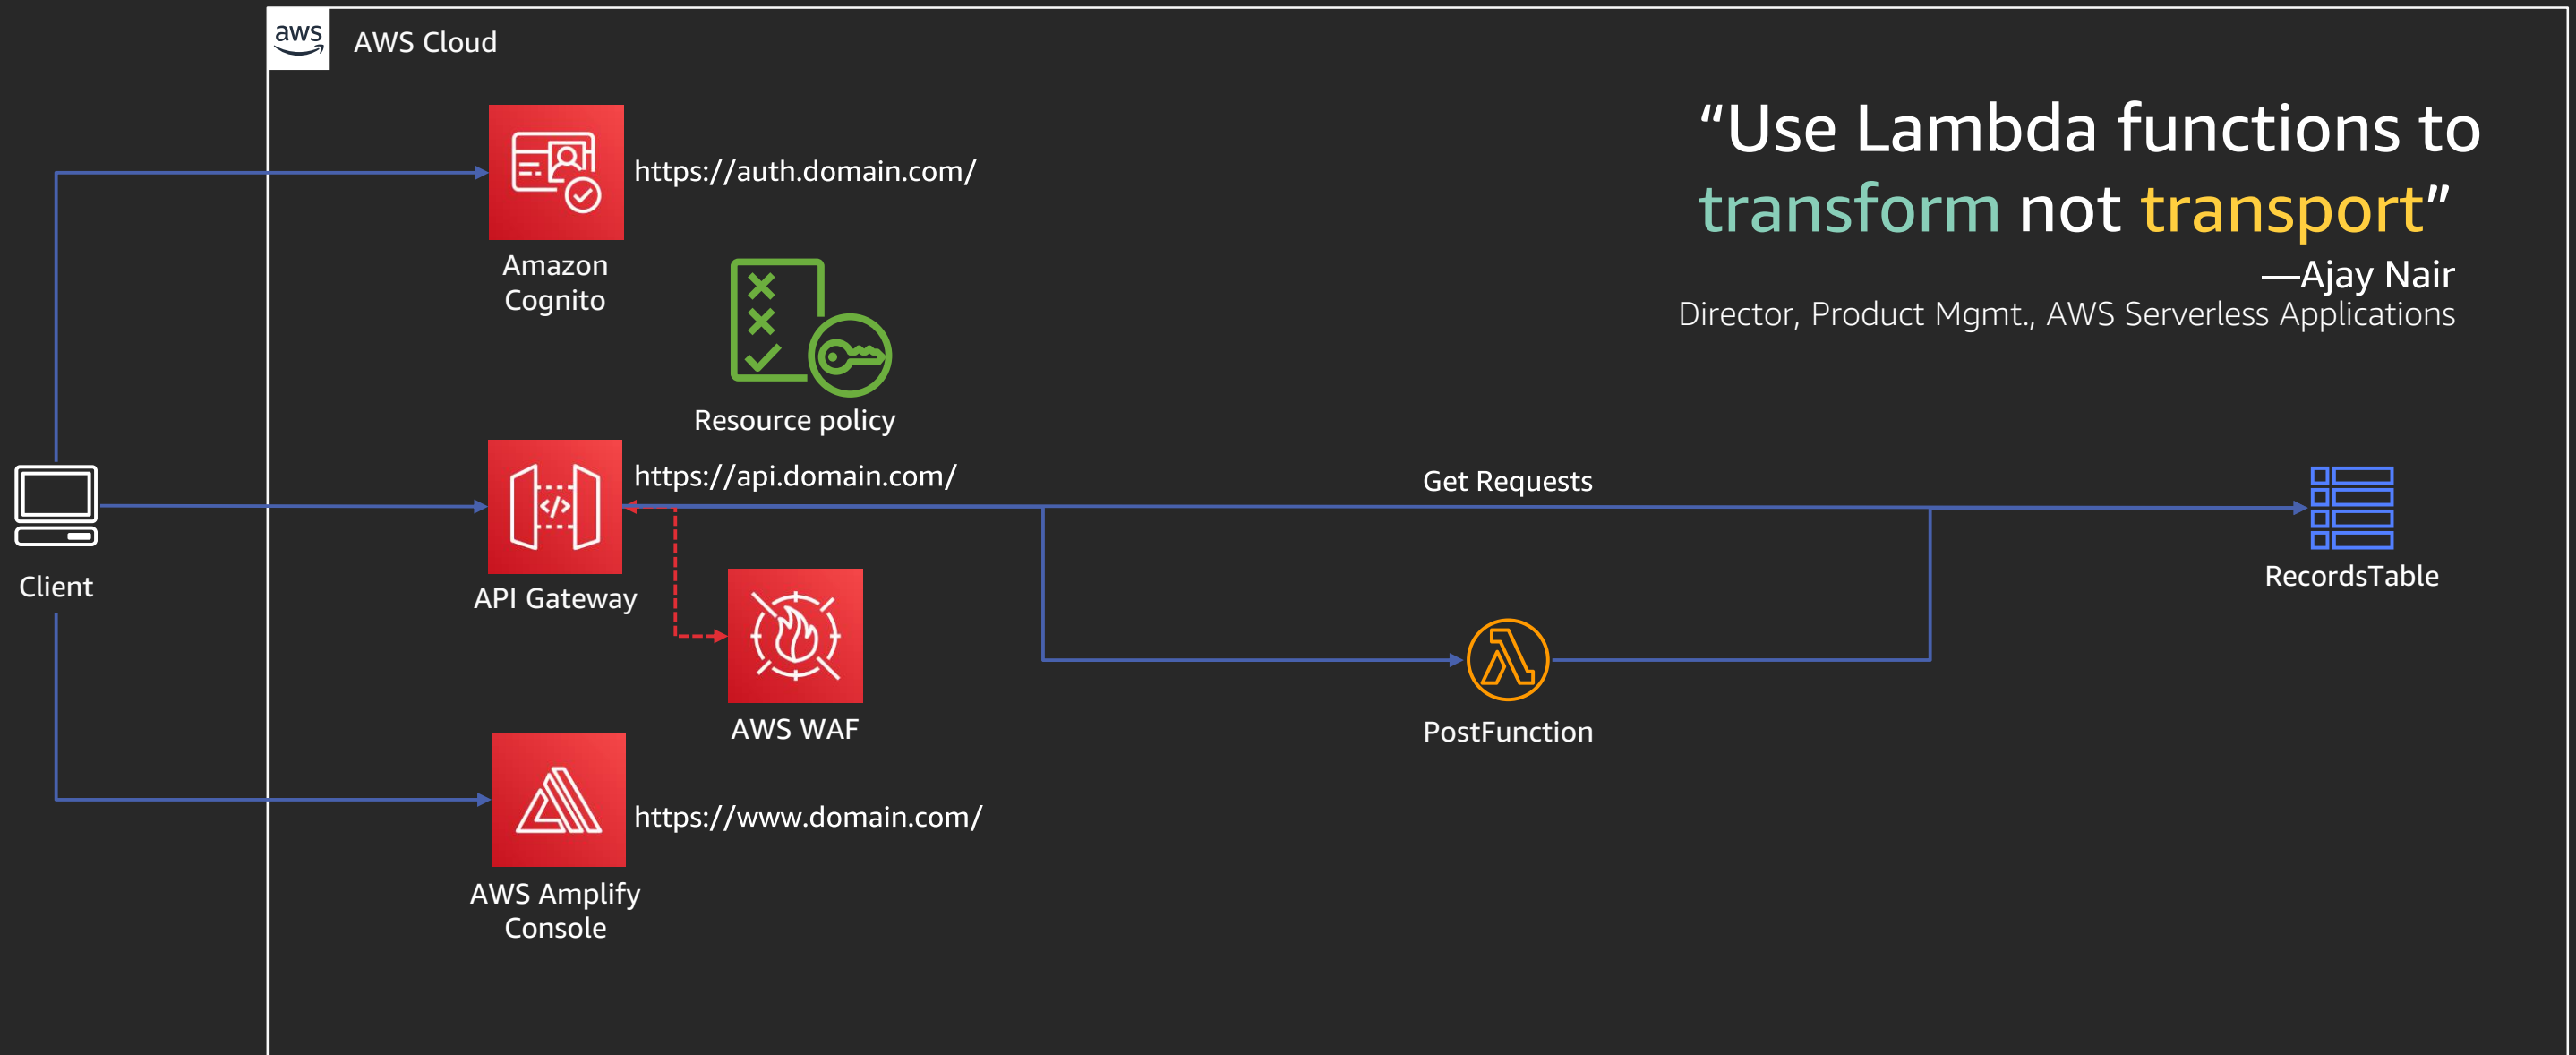 aws
AWS Cloud
“Use Lambda functions to
transform not transport”
—Ajay Nair
Director, Product Mgmt., AWS Serverless Applications
https://auth.domain.com/
Amazon
Cognito
Resource policy
https://api.domain.com/
Get Requests
Client
API Gateway
RecordsTable
AWS WAF
PostFunction
https://www.domain.com/
AWS Amplify
Console